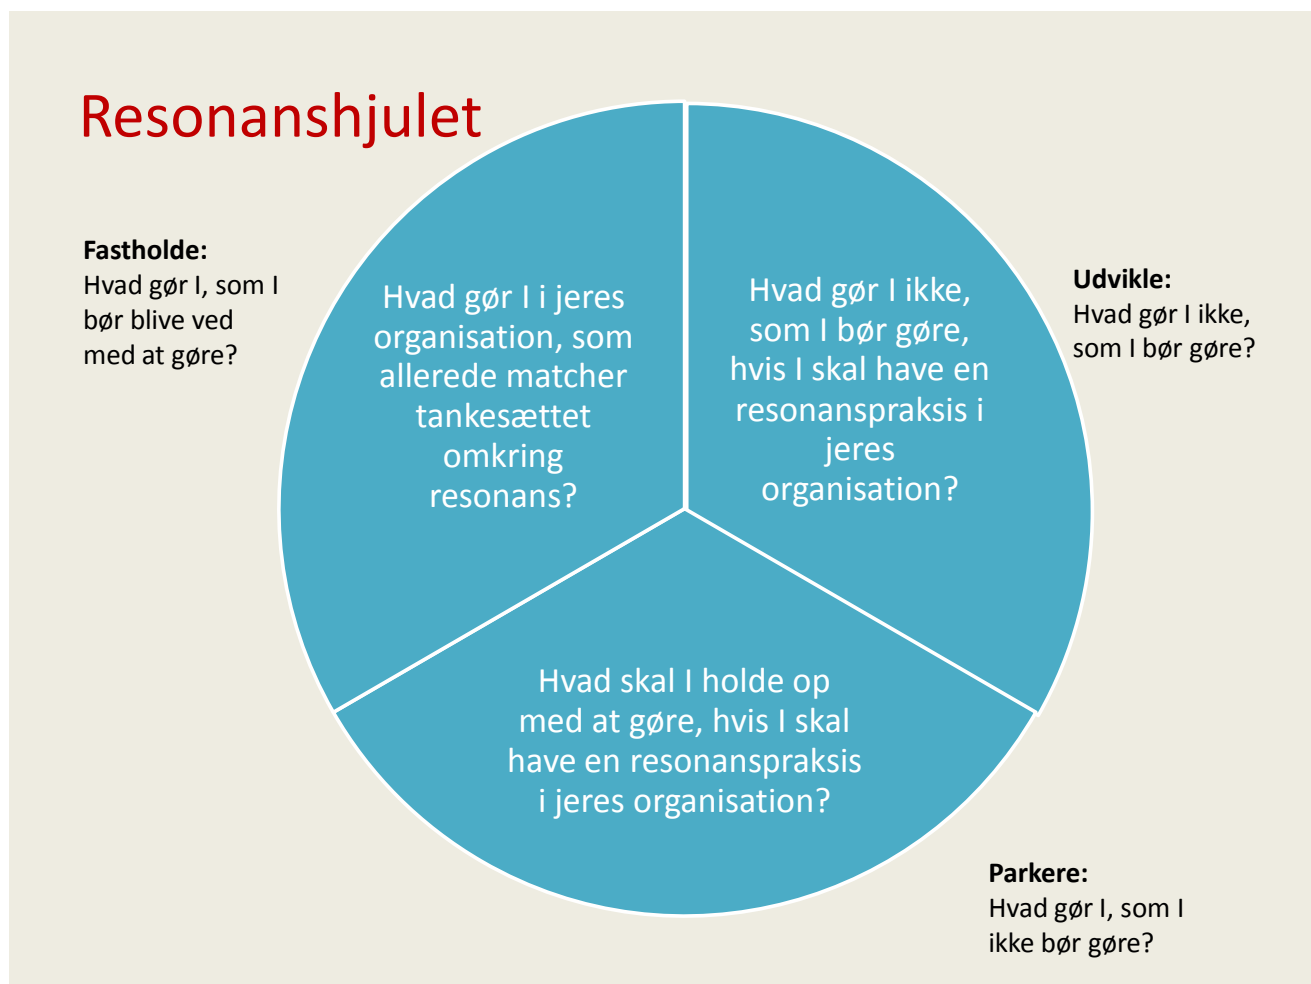 Resonanshjulet
Fastholde:
Hvad gør I, som I
bør blive ved
med at gøre?
Hvad gør I i jeres
organisation, som
allerede matcher
tankesættet
omkring
resonans?
Hvad gør I ikke,
som I bør gøre,
hvis I skal have en
resonanspraksis i
jeres
organisation?
Udvikle:
Hvad gør I ikke,
som I bør gøre?
Hvad skal I holde op
med at gøre, hvis I skal
have en resonanspraksis
i jeres organisation?
Parkere:
Hvad gør I, som I
ikke bør gøre?